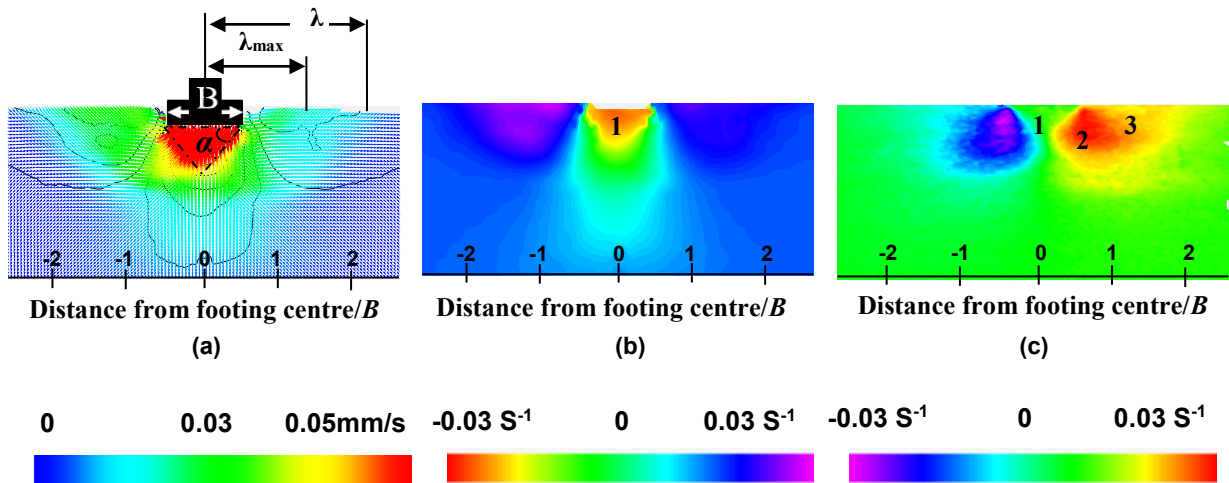 λ
λmax
B
α
-2 -1 0 1 2
Distance from footing centre/B
(a)
0 0.03 0.05mm/s
1
-2 -1 0 1 2
Distance from footing centre/B
(b)
-0.03 S-1 0 0.03 S-1
1 2 3
-1 0 1 2
Distance from footing centre/B
(c)
-0.03 S-1 0 0.03 S-1